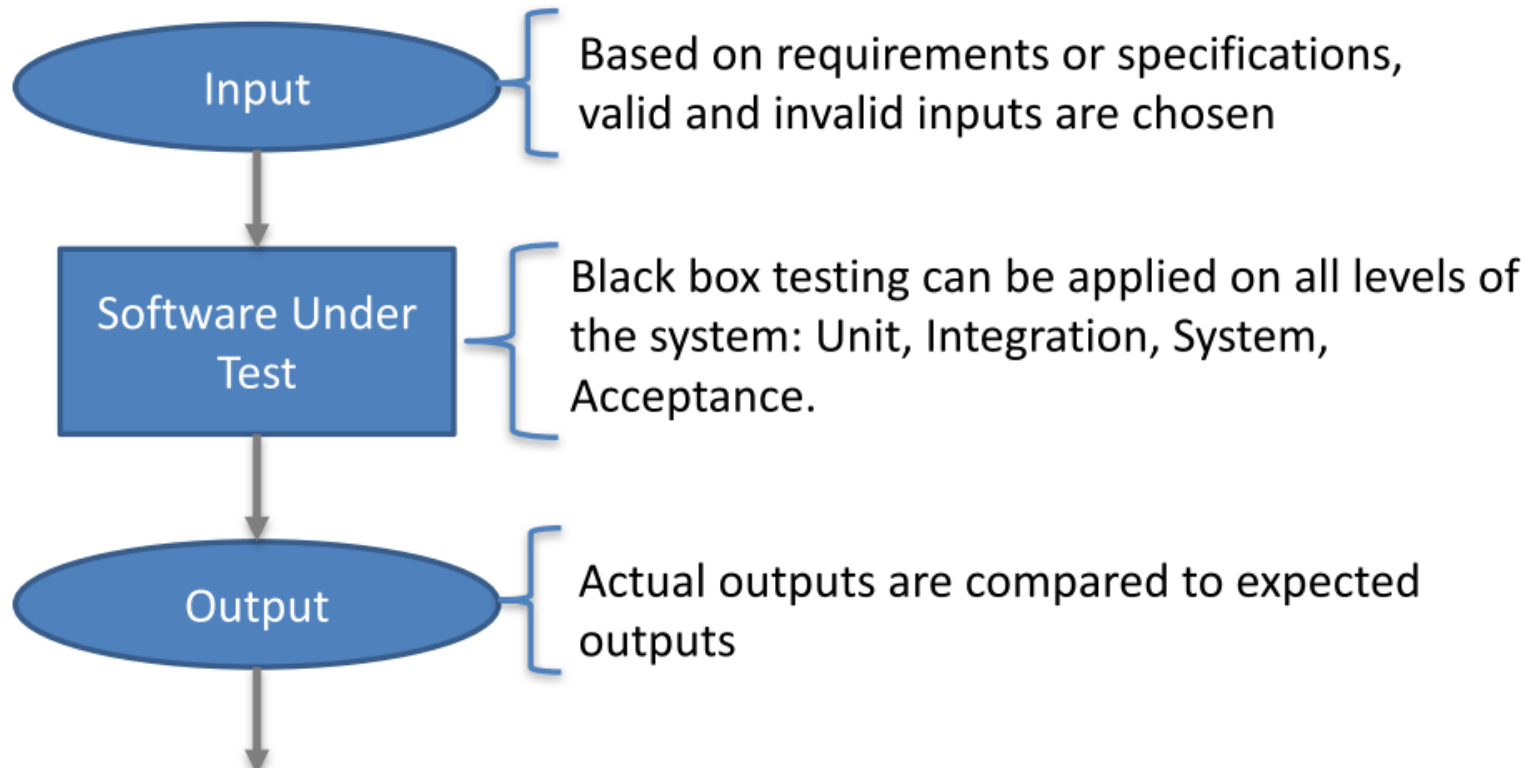 Input
Based on requirements or specifications,
valid and invalid inputs are chosen
Software Under
Test
Black box testing can be applied on all levels of
the system: Unit, Integration, System,
Acceptance.
Output
Actual outputs are compared to expected
outputs